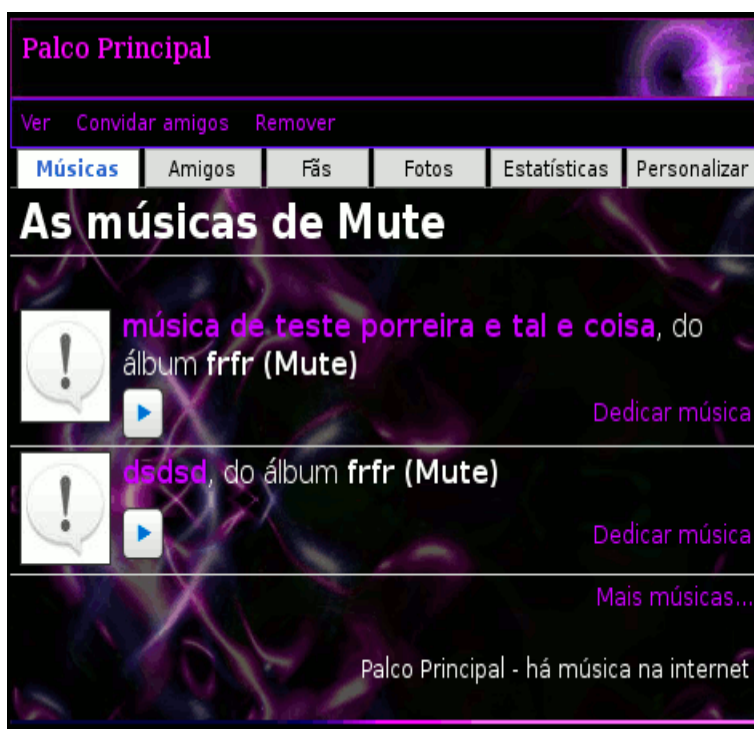 Palco Principal
Ver Convidar amigos Remover
Músicas Amigos Fãs Fotos Estatísticas Personalizar
As músicas de Mute
música de teste porreira e tal e coisa, do
álbum frfr (Mute)
Dedicar música
dsdsd, do álbum frfr (Mute)
Dedicar música
Mais músicas...
Palco Principal - há música na internet